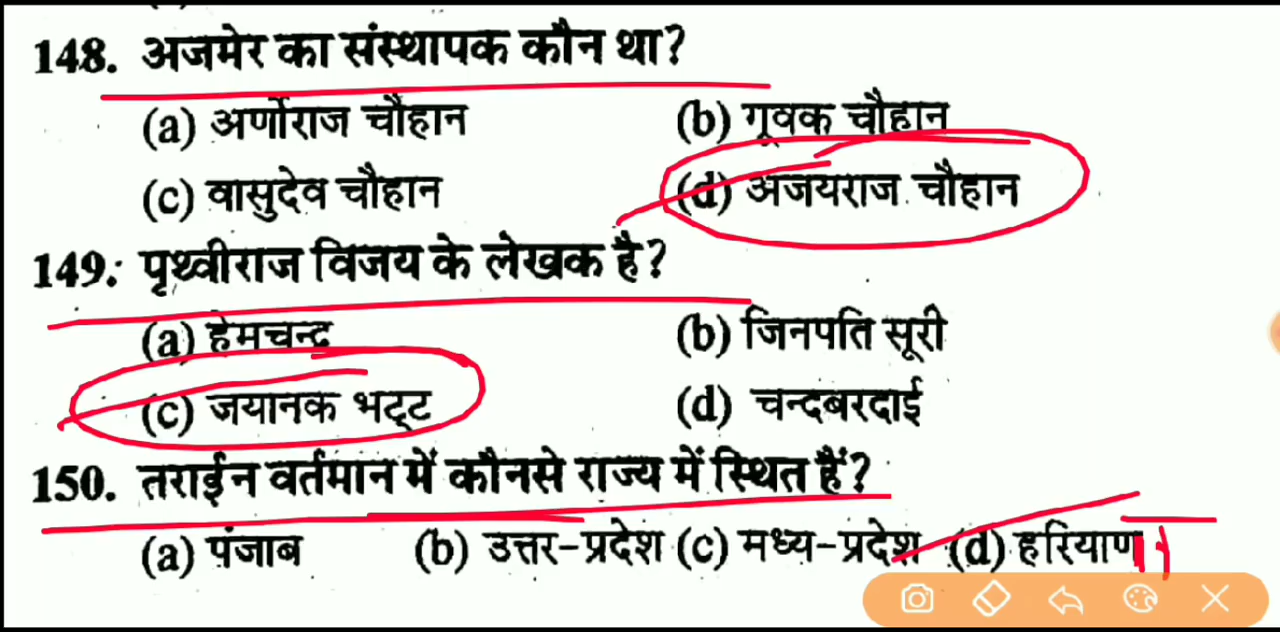 148. अजमेर का संस्थापक कौन था?
(a) अर्णोराज चौहान (b) गूवक चौहान
(c) वासुदेव चौहान (d) अजयराज चौहान
149. पृथ्वीराज विजय के लेखक है?
(a) हेमचन्द्र (b) जिनपति सूरी
(c) जयानक भट्ट (d) चन्दबरदाई
150. तराईन वर्तमान में कौनसे राज्य में स्थित हैं?
(a) पंजाब (b) उत्तर-प्रदेश (c) मध्य-प्रदेश (d) हरियाणा